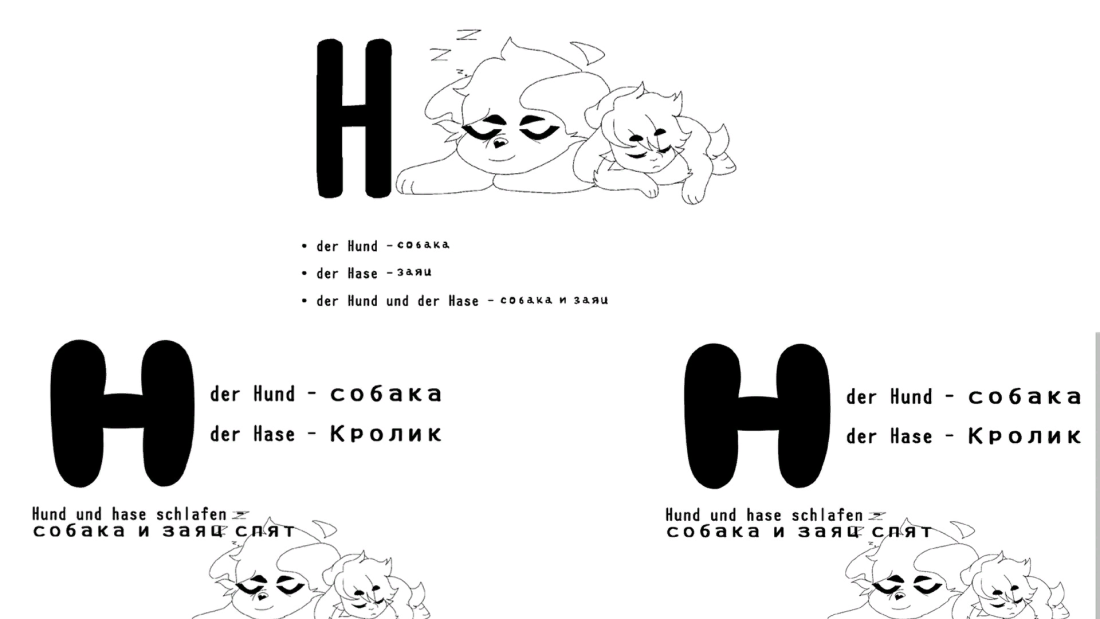 H
z z z
• der Hund - собака
• der Hase - заяц
• der Hund und der Hase - собака и заяц
H
der Hund - собака
der Hase - Кролик
Hund und hase schlafen
собака и заяц спят
H
der Hund - собака
der Hase - Кролик
Hund und hase schlafen
собака и заяц спят